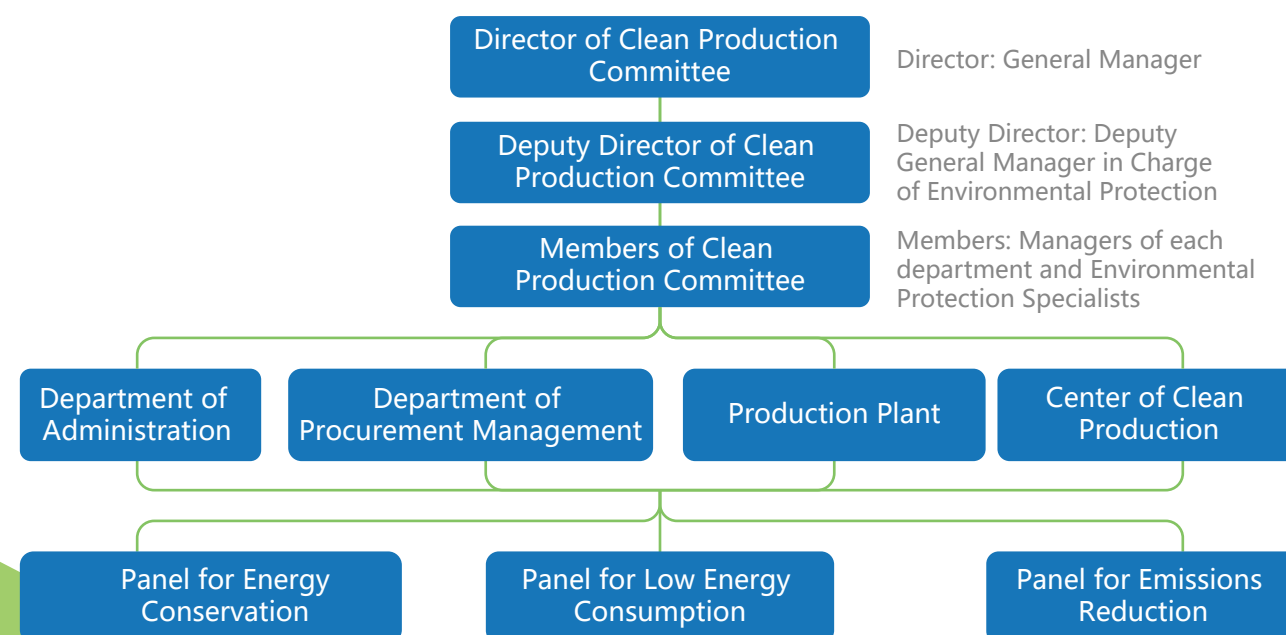 Director of Clean Production
Committee
Director: General Manager
Deputy Director of Clean
Production Committee
Deputy Director: Deputy
General Manager in Charge
of Environmental Protection
Members of Clean
Production Committee
Members: Managers of each
department and Environmental
Protection Specialists
Department of
Administration
Department of
Procurement Management
Production Plant
Center of Clean
Production
Panel for Energy
Conservation
Panel for Low Energy
Consumption
Panel for Emissions
Reduction